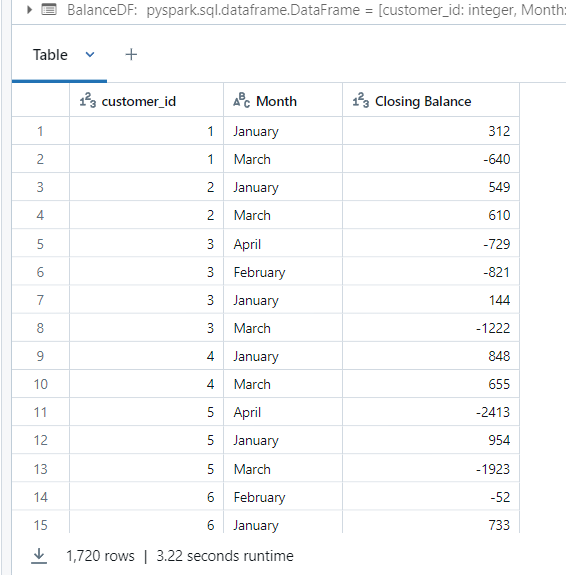 BalanceDF: pyspark.sql.dataframe.DataFrame = [customer_id: integer, Month:
Table
customer_id Month Closing Balance
1 1 January 312
2 1 March -640
3 2 January 549
4 2 March 610
5 3 April -729
6 3 February -821
7 3 January 144
8 3 March -1222
9 4 January 848
10 4 March 655
11 5 April -2413
12 5 January 954
13 5 March -1923
14 6 February -52
15 6 January 733
1,720 rows | 3.22 seconds runtime